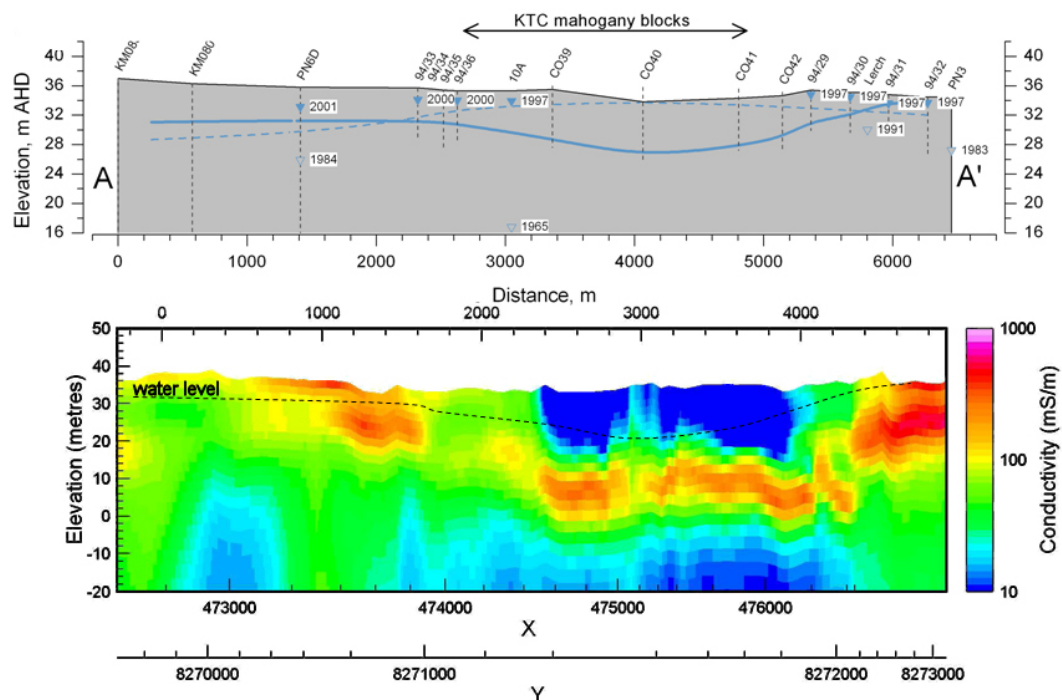 KTC mahogany blocks
KM08.
KM080
PN6D
94/33
94/34
94/35
94/36
10A
CO39
CO40
CO41
CO42
94/29
94/30
Lerch
94/31
94/32
PN3
Elevation, m AHD
40
36
32
28
24
20
16
40
36
32
28
24
20
16
2001
1984
2000
2000
1997
1965
1997
1997
1997
1997
1991
1983
A
A'
0 1000 2000 3000 4000 5000 6000
Distance, m
0 1000 2000 3000 4000
Elevation (metres)
50
40
30
20
10
0
-10
-20
water level
1000
100
10
Conductivity (mS/m)
473000 474000 475000 476000
X
8270000 8271000 8272000 8273000
Y